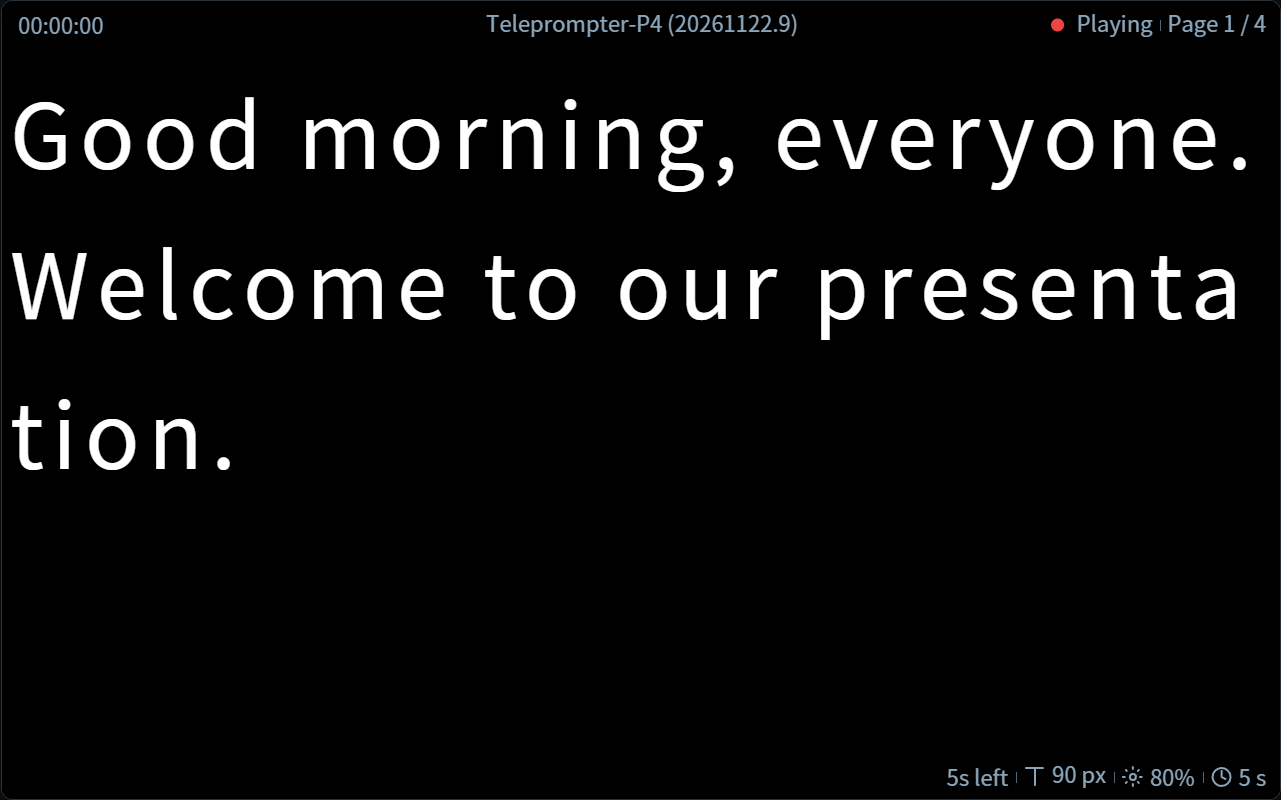 00:00:00 Teleprompter-P4 (20261122.9) Playing Page 1 / 4
Good morning, everyone.
Welcome to our presenta
tion.
5s left 90 px 80% 5 s